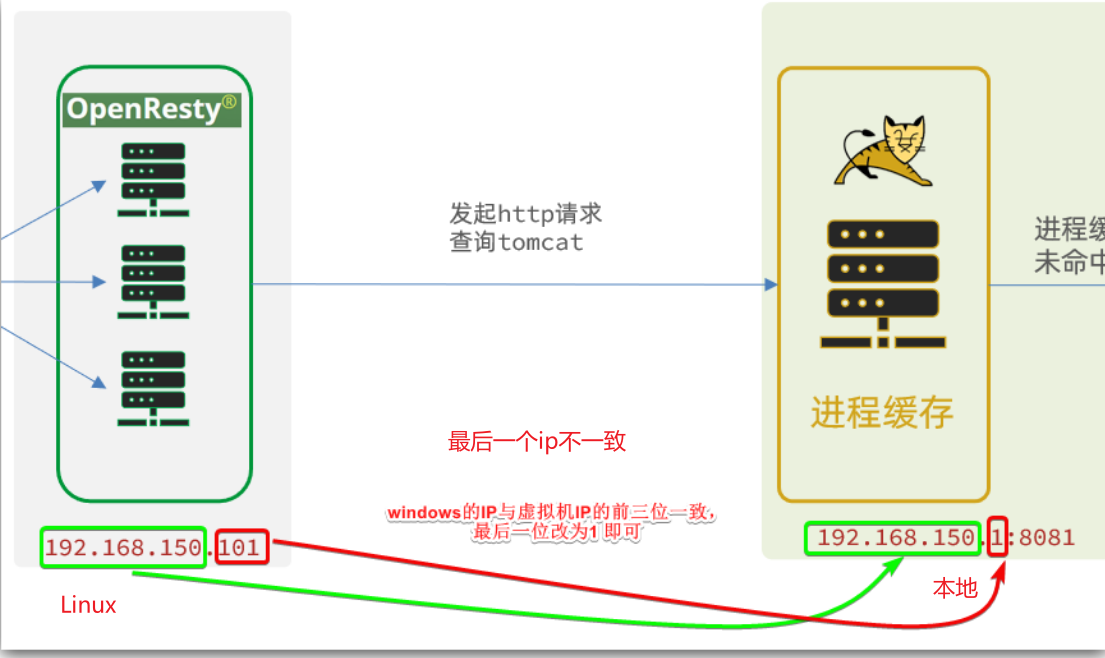 OpenResty®
发起http请求
查询tomcat
进程缓
未命中
进程缓存
最后一个ip不一致
windows的IP与虚拟机IP的前三位一致，
最后一位改为1 即可
192.168.150.101
192.168.150.1:8081
Linux
本地